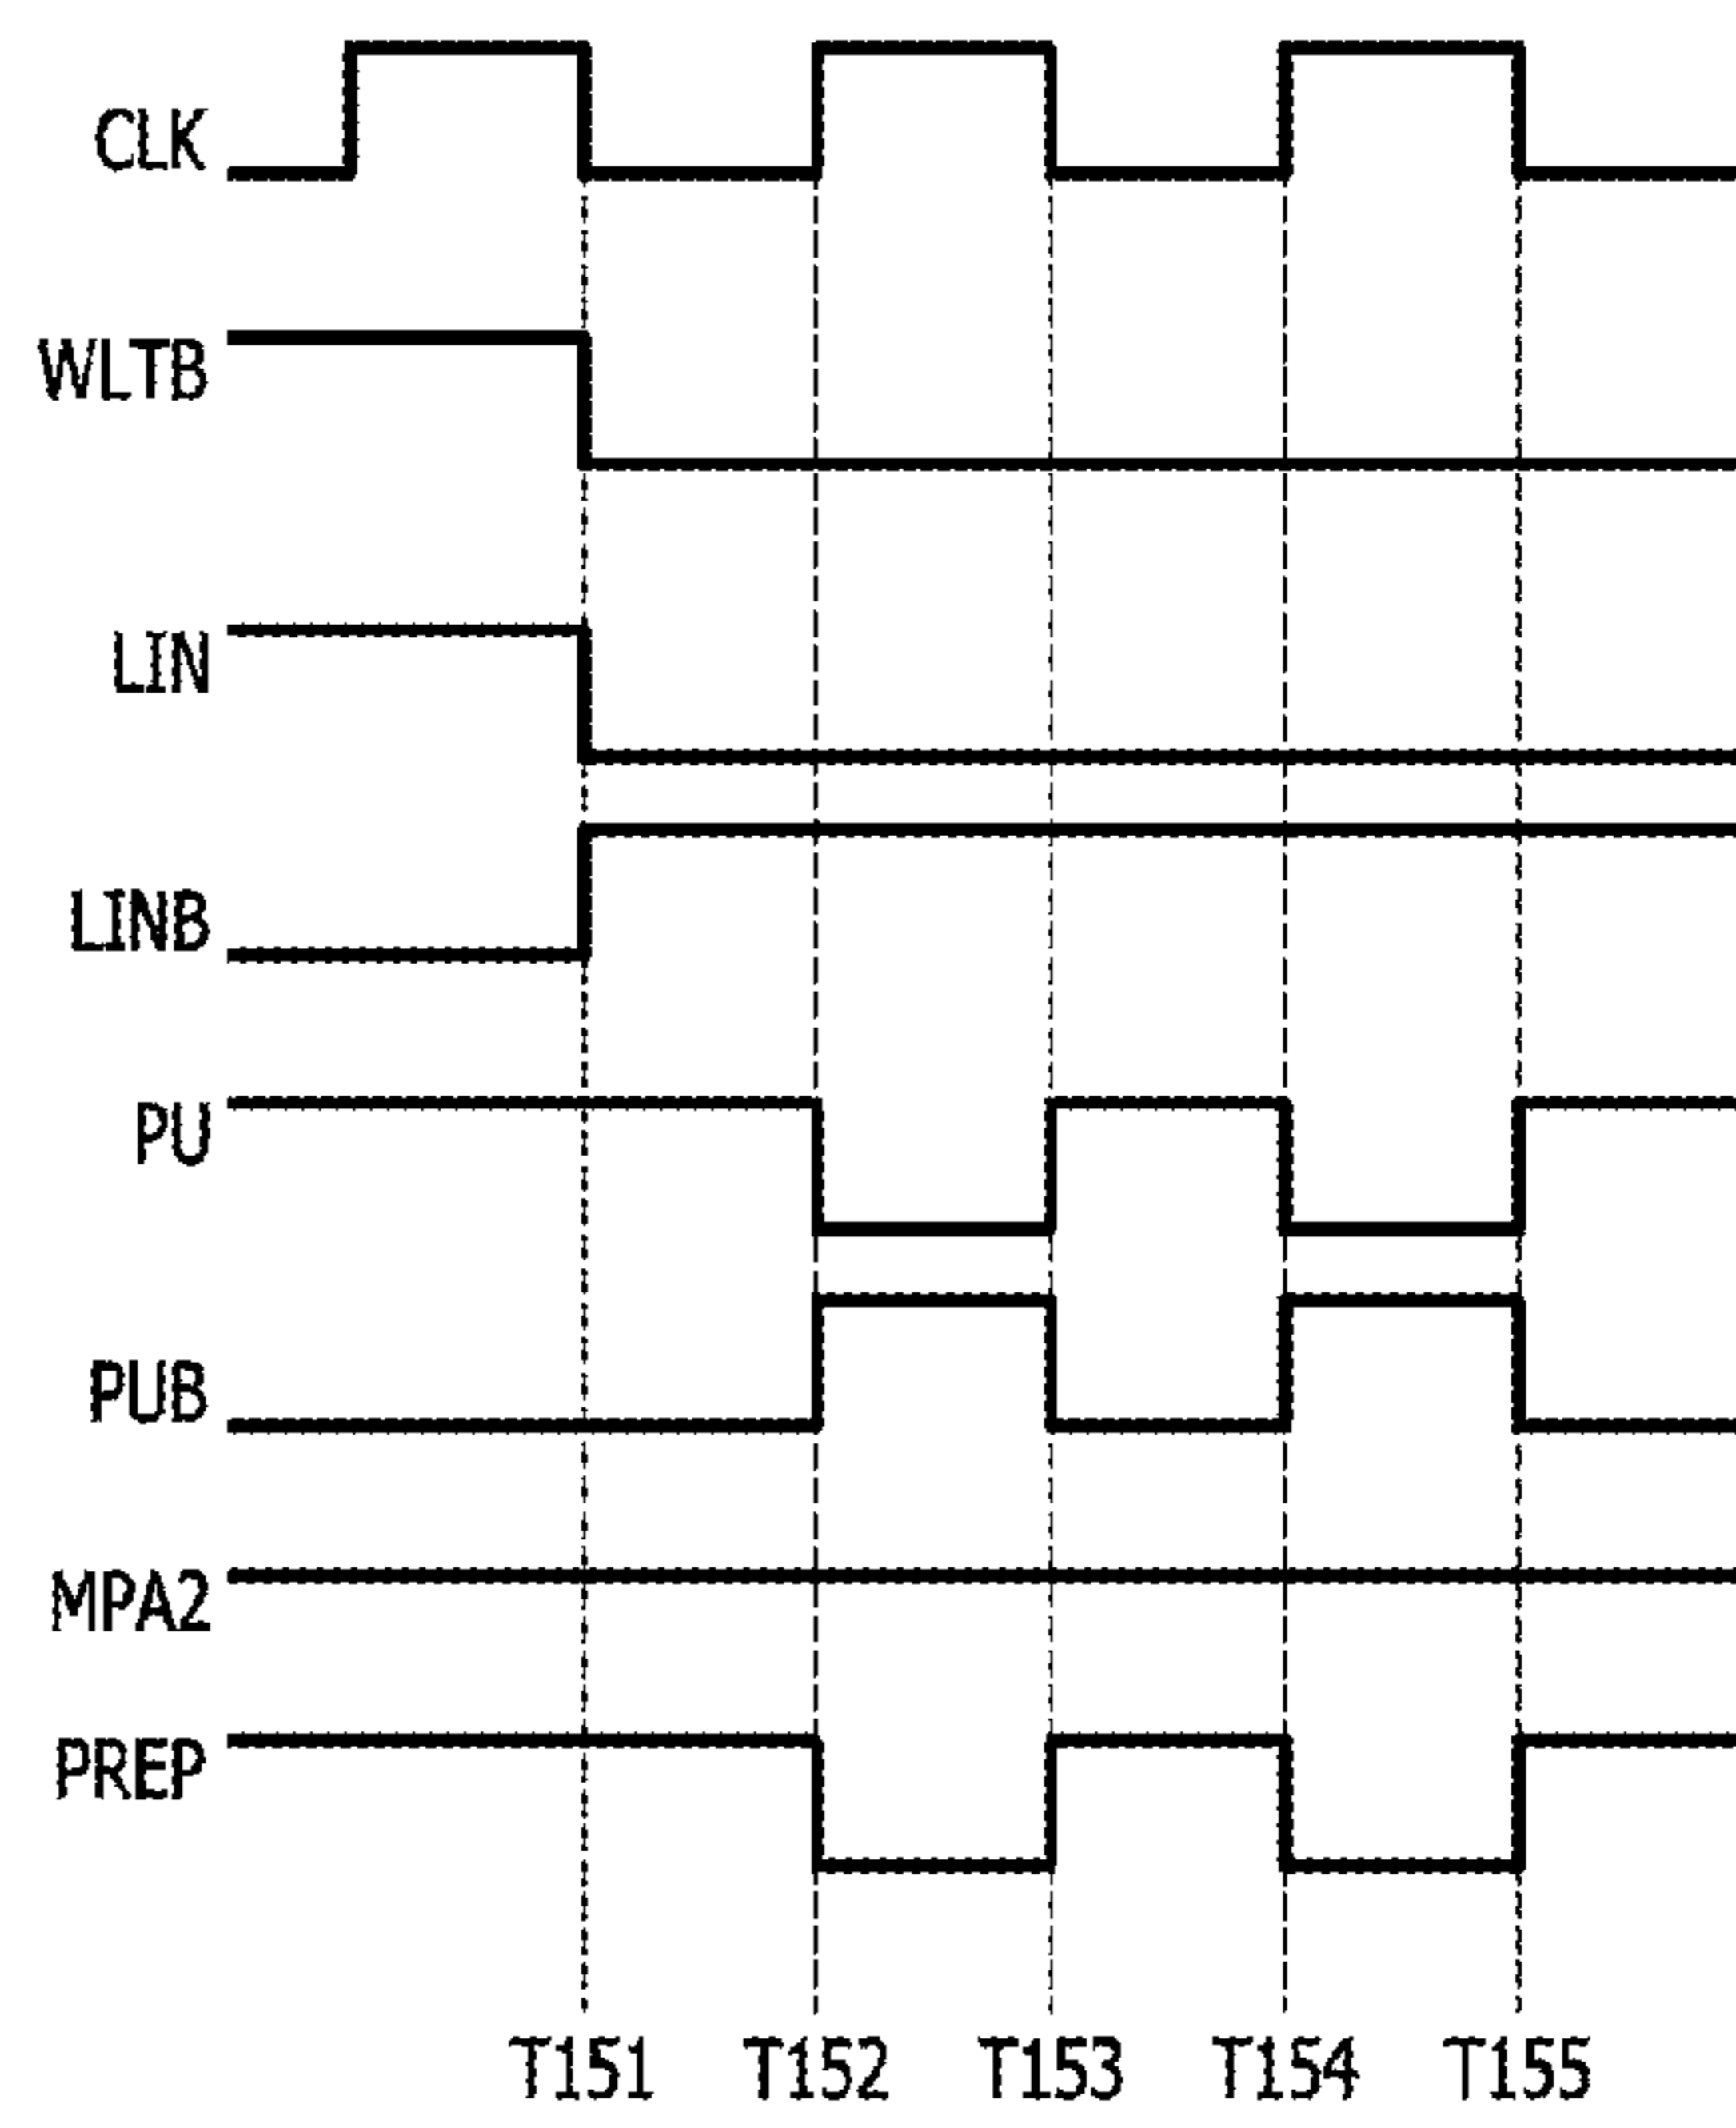 CLK
WLTB
LIN
LINB
PU
PUB
MPA2
PREP
T151 T152 T153 T154 T155